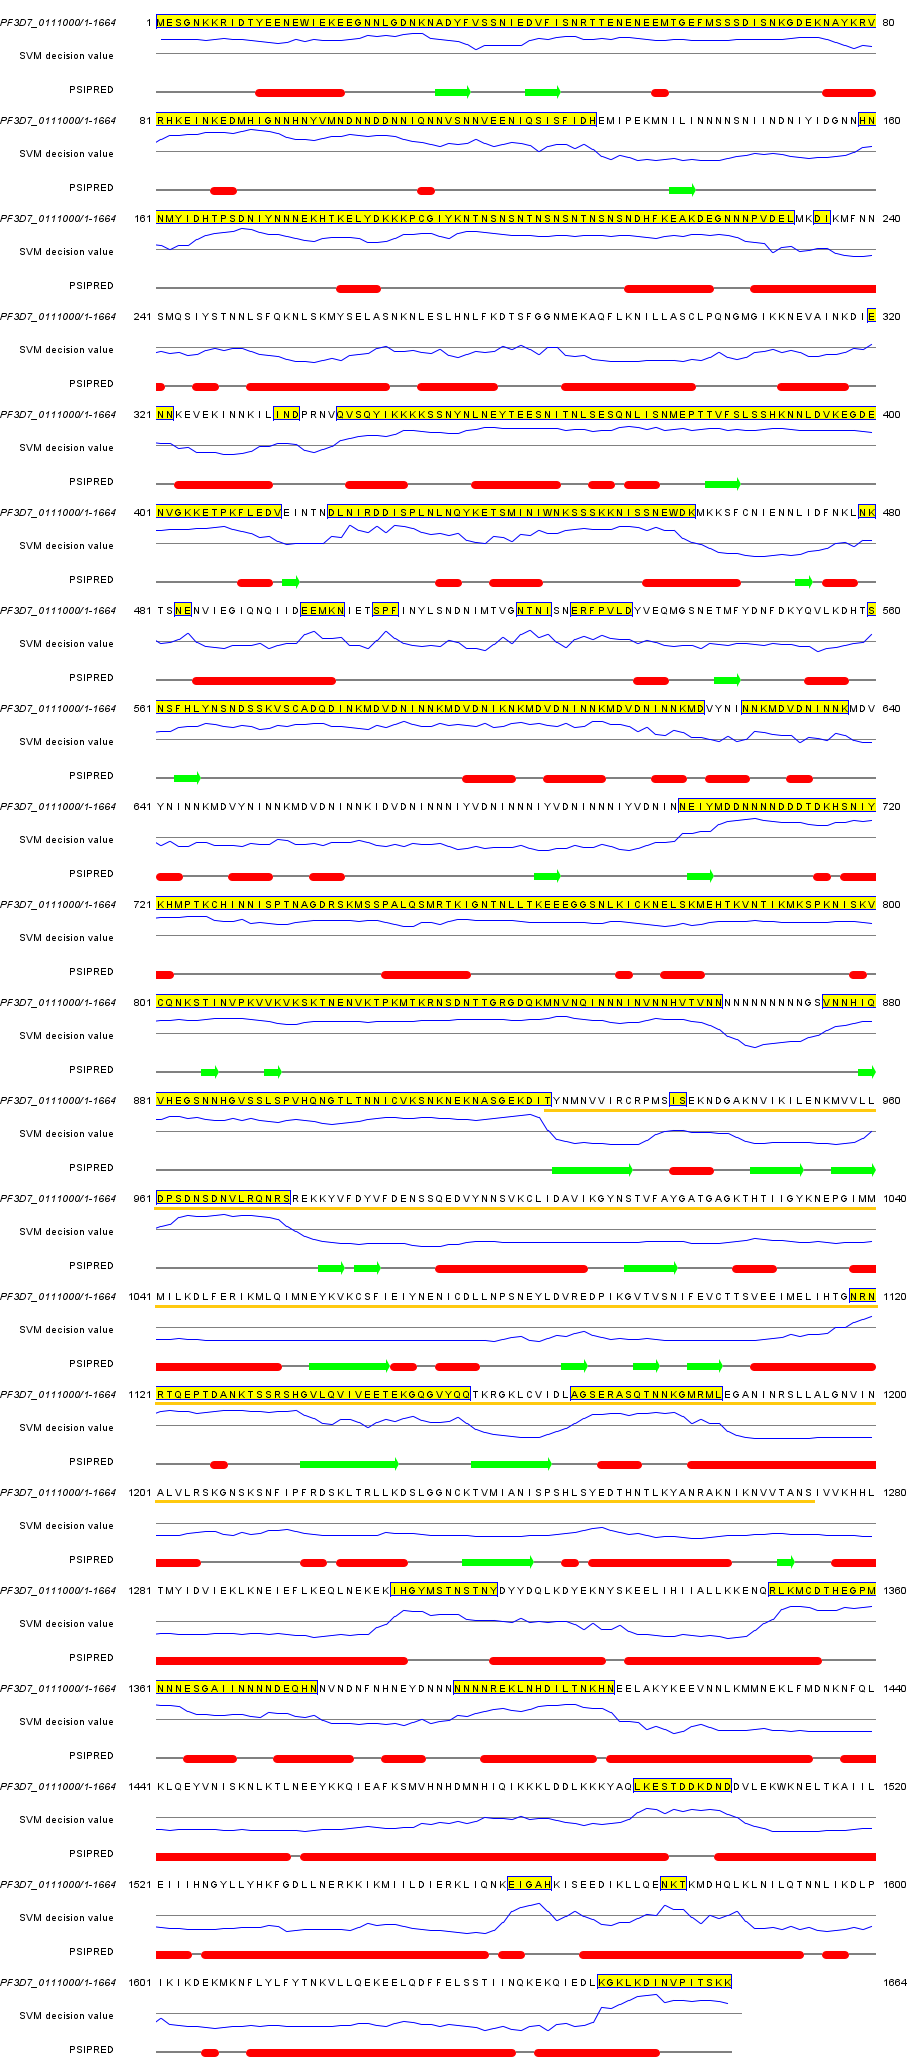 PF3D7_0111000/1-1664 1 MESGNKKRIDTYEENEWIEKEEGNNLGDNKNADYFVSSNIEDVFISNRTTENENEEMTGEFMSSSDISNKGDEKNAYKRV 80
SVM decision value
PSIPRED
PF3D7_0111000/1-1664 81 RHKEINKEDMHIGNNHNYVMNDNNDDNNIQNNVSNNVEENIQSISFIDHEMIPEKMNILINNNNSNIINDNIYIDGNNHN 160
SVM decision value
PSIPRED
PF3D7_0111000/1-1664 161 NMYIDHTPSDNIYNNNEKHTKELYDKKKPCGIYKNTNSNSNTNSNSNTNSNSNDHFKEAKDEGNNNPVDELMKDIKMFNN 240
SVM decision value
PSIPRED
PF3D7_0111000/1-1664 241 SMQSIYSTNNLSFQKNLSKMYSELASNKNLESLHNLFKDTSFGGNMEKAQFLKNILLASCLPQNGMGIKKNEVAINKDIE 320
SVM decision value
PSIPRED
PF3D7_0111000/1-1664 321 NNKEVEKINNKILINDPRNVQVSQYIKKKKSSNYNLNEYTEESNITNLSESQNLISNMEPTTVFSLSSHKNNLDVKEGDE 400
SVM decision value
PSIPRED
PF3D7_0111000/1-1664 401 NVGKKETPKFLEDVEINTNDLNIRDDISPLNLNQYKETSMINIWNKSSSKKNISSNEWDKMKKSFCNIENNLIDFNKLNK 480
SVM decision value
PSIPRED
PF3D7_0111000/1-1664 481 TSNENVIEGIQNQIIDEEMKNIETSPFINYLSNDNIMTVGNTNISNERFPVLDYVEQMGSNETMFYDNFDKYQVLKDHTS 560
SVM decision value
PSIPRED
PF3D7_0111000/1-1664 561 NSFHLYNSNDSSKVSCADQDINKMDVDNINNKMDVDNIKNKMDVDNINNKMDVDNINNKMDVYNINNKMDVDNINNKMDV 640
SVM decision value
PSIPRED
PF3D7_0111000/1-1664 641 YNINNKMDVYNINNKMDVDNINNKIDVDNINNNIYVDNINNNIYVDNINNNIYVDNINNEIYMDDNNNNDDDTDKHSNIY 720
SVM decision value
PSIPRED
PF3D7_0111000/1-1664 721 KHMPTKCHINNISPTNAGDRSKMSSPALQSMRTKIGNTNLLTKEEEGGSNLKICKNELSKMEHTKVNTIKMKSPKNISKV 800
SVM decision value
PSIPRED
PF3D7_0111000/1-1664 801 CQNKSTINVPKVVKVKSKTNENVKTPKMTKRNSDNTTGRGDQKMNVNQINNNINVNNHVTVNNNNNNNNNNNGSVNNHIQ 880
SVM decision value
PSIPRED
PF3D7_0111000/1-1664 881 VHEGSNNHGVSSLSPVHQNGTLTNNICVKSNKNEKNASGEKDITYNMNVVIRCRPMSISEKNDGAKNVIKILENKMVVLL 960
SVM decision value
PSIPRED
PF3D7_0111000/1-1664 961 DPSDNSDNVLRQNRSREKKYVFDYVFDENSSQEDVYNNSVKCLIDAVIKGYNSTVFAYGATGAGKTHTIIGYKNEPGIMM 1040
SVM decision value
PSIPRED
PF3D7_0111000/1-1664 1041 MILKDLFERIKMLQIMNEYKVKCSFIEIYNENICDLLNPSNEYLDVREDPIKGVTVSNIFEVCTTSVEEIMELIHTGNRN 1120
SVM decision value
PSIPRED
PF3D7_0111000/1-1664 1121 RTQEPTDANKTSSRSHGVLQVIVEETEKGQGVYQQTKRGKLCVIDLAGSERASQTNNKGMRMLEGANINRSLLALGNVIN 1200
SVM decision value
PSIPRED
PF3D7_0111000/1-1664 1201 ALVLRSKGNSKSNFIPFRDSKLTRLLKDSLGGNCKTVMIANISPSHLSYEDTHNTLKYANRAKNIKNVVTANSIVVKHHL 1280
SVM decision value
PSIPRED
PF3D7_0111000/1-1664 1281 TMYIDVIEKLKNEIEFLKEQLNEKEKIHGYMSTNSTNYDYYDQLKDYEKNYSKEELIHIIALLKKENQRLKMCDTHEGPM 1360
SVM decision value
PSIPRED
PF3D7_0111000/1-1664 1361 NNNESGAIINNNNDEQHNNVNDNFNHNEYDNNNNNNNREKLNHDILTNKHNEELAKYKEEVNNLKMMNEKLFMDNKNFQL 1440
SVM decision value
PSIPRED
PF3D7_0111000/1-1664 1441 KLQEYVNISKNLKTLNEEYKKQIEAFKSMVHNHDMNHIQIKKKLDDLKKKYAQLKESTDDKDNDDVLEKWKNELTKAIIL 1520
SVM decision value
PSIPRED
PF3D7_0111000/1-1664 1521 EIIIHNGYLLYHKFGDLLNERKKIKMIILDIERKLIQNKEIGAHKISEEDIKLLQENKTKMDHQLKLNILQTNNLIKDLP 1600
SVM decision value
PSIPRED
PF3D7_0111000/1-1664 1601 IKIKDEKMKNFLYLFYTNKVLLQEKEELQDFFELSSTIINQKEKQIEDLKGKLKDINVPITSKK 1664
SVM decision value
PSIPRED